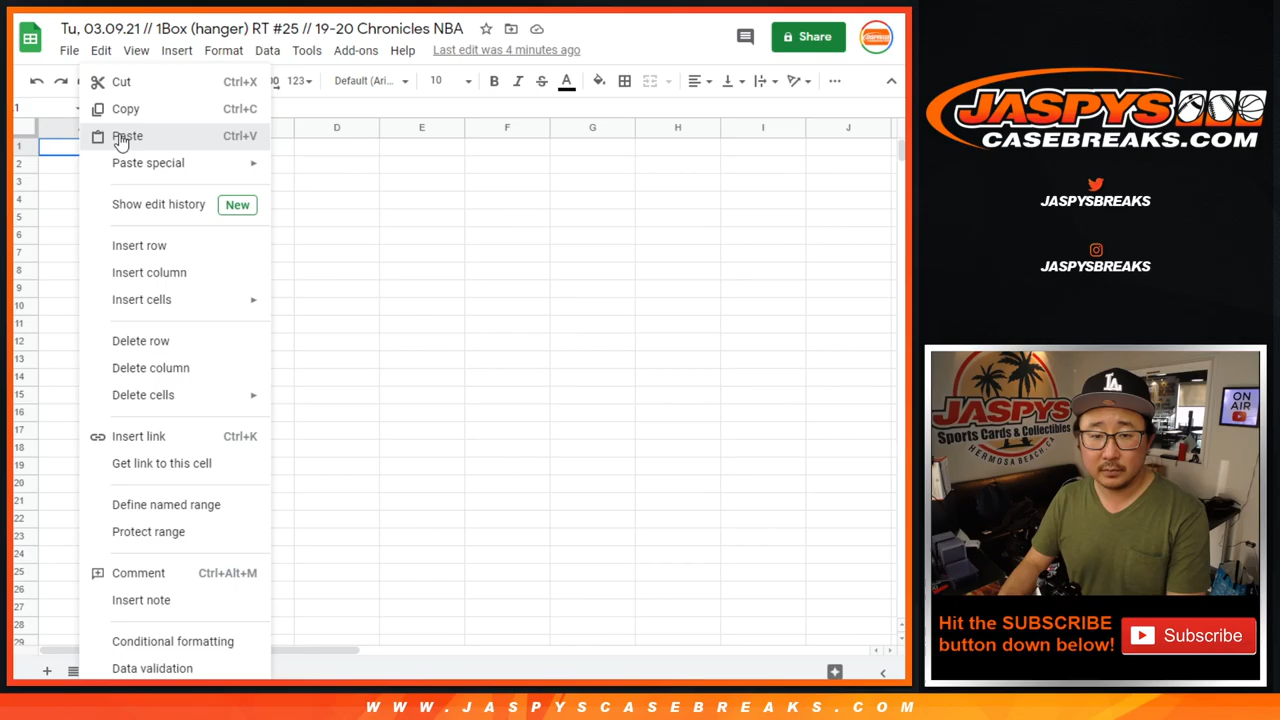 Tu, 03.09.21 // 1Box (hanger) RT #25 // 19-20 Chronicles NBA
File Edit View Insert Format Data Tools Add-ons Help Last edit was 4 minutes ago
Share
123 Default (Ari... 10 B I S A
1
D E F G H I J
1
2
3
4
5
6
7
8
9
10
11
12
13
14
15
16
17
18
19
20
21
22
23
24
25
26
27
28
29
Cut Ctrl+X
Copy Ctrl+C
Paste Ctrl+V
Paste special
Show edit history New
Insert row
Insert column
Insert cells
Delete row
Delete column
Delete cells
Insert link Ctrl+K
Get link to this cell
Define named range
Protect range
Comment Ctrl+Alt+M
Insert note
Conditional formatting
Data validation
JASPYS
CASEBREAKS.COM
JASPYSBREAKS
JASPYSBREAKS
JASPYS
Sports Cards & Collectibles
HERMOSA BEACH, CA
LA
ON AIR
Hit the SUBSCRIBE
button down below!
Subscribe
WWW.JASPYSCASEBREAKS.COM